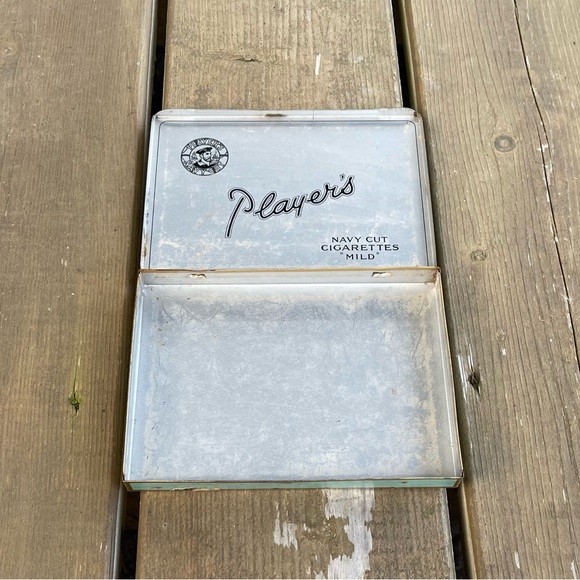 Player's
NAVY CUT
CIGARETTES
"MILD"